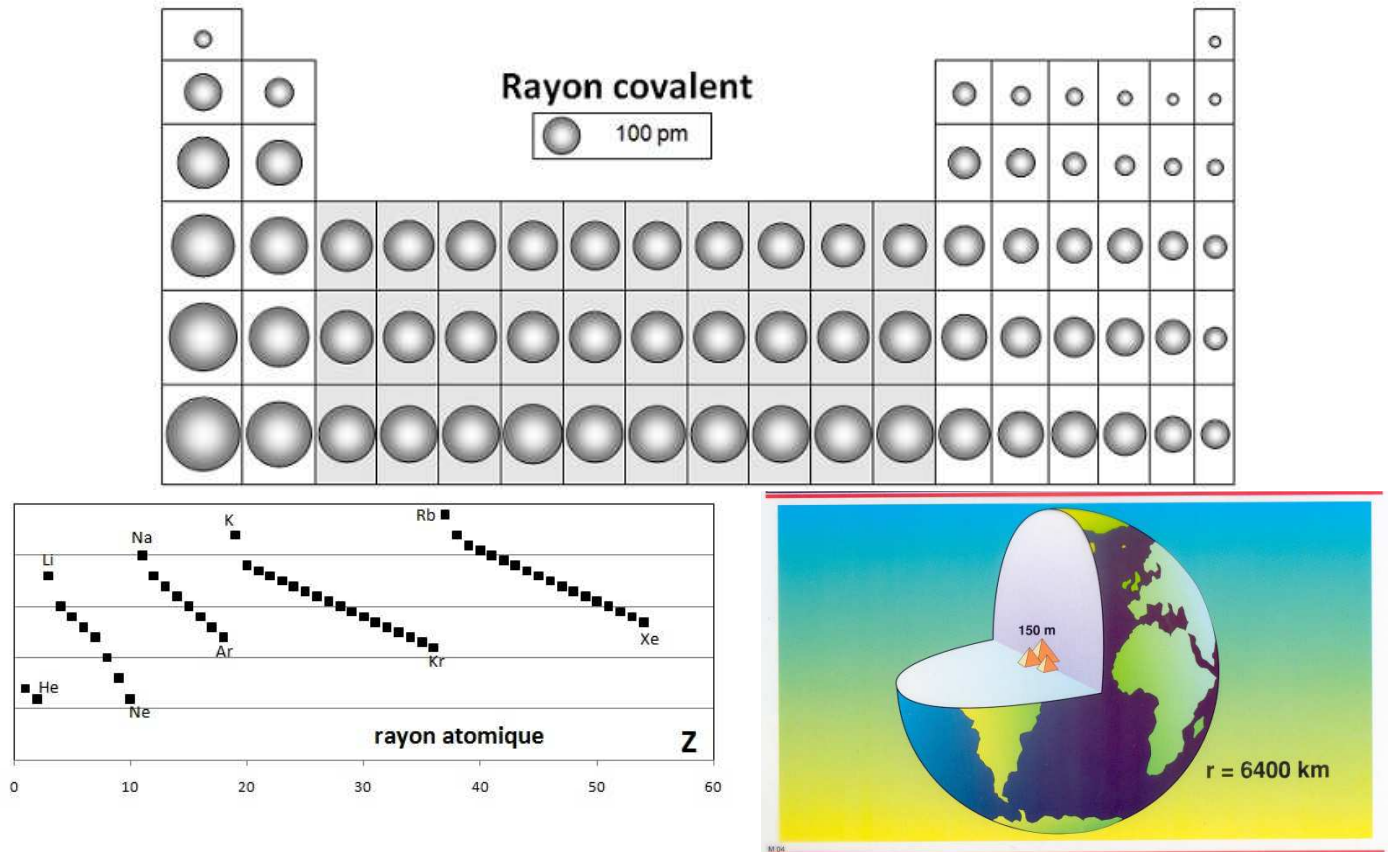 Rayon covalent
100 pm
Rb
K
Na
Li
Xe
Ar
Kr
He
Ne
rayon atomique Z
0 10 20 30 40 50 60
150 m
r = 6400 km
M 04